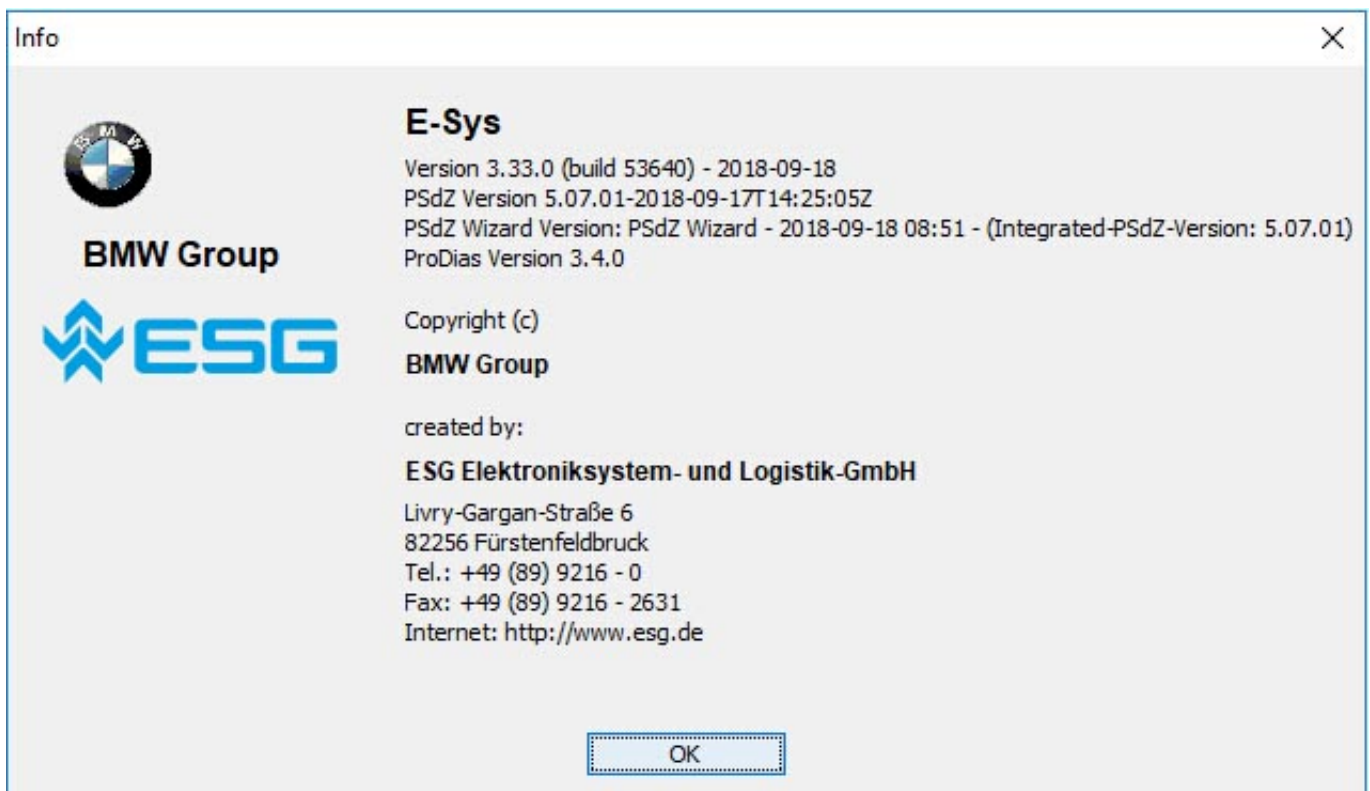 Info
BMW
E-Sys
Version 3.33.0 (build 53640) - 2018-09-18
PSdZ Version 5.07.01-2018-09-17T14:25:05Z
PSdZ Wizard Version: PSdZ Wizard - 2018-09-18 08:51 - (Integrated-PSdZ-Version: 5.07.01)
ProDias Version 3.4.0
BMW Group
ESG
Copyright (c)
BMW Group
created by:
ESG Elektroniksystem- und Logistik-GmbH
Livry-Gargan-Straße 6
82256 Fürstenfeldbruck
Tel.: +49 (89) 9216 - 0
Fax: +49 (89) 9216 - 2631
Internet: http://www.esg.de
OK